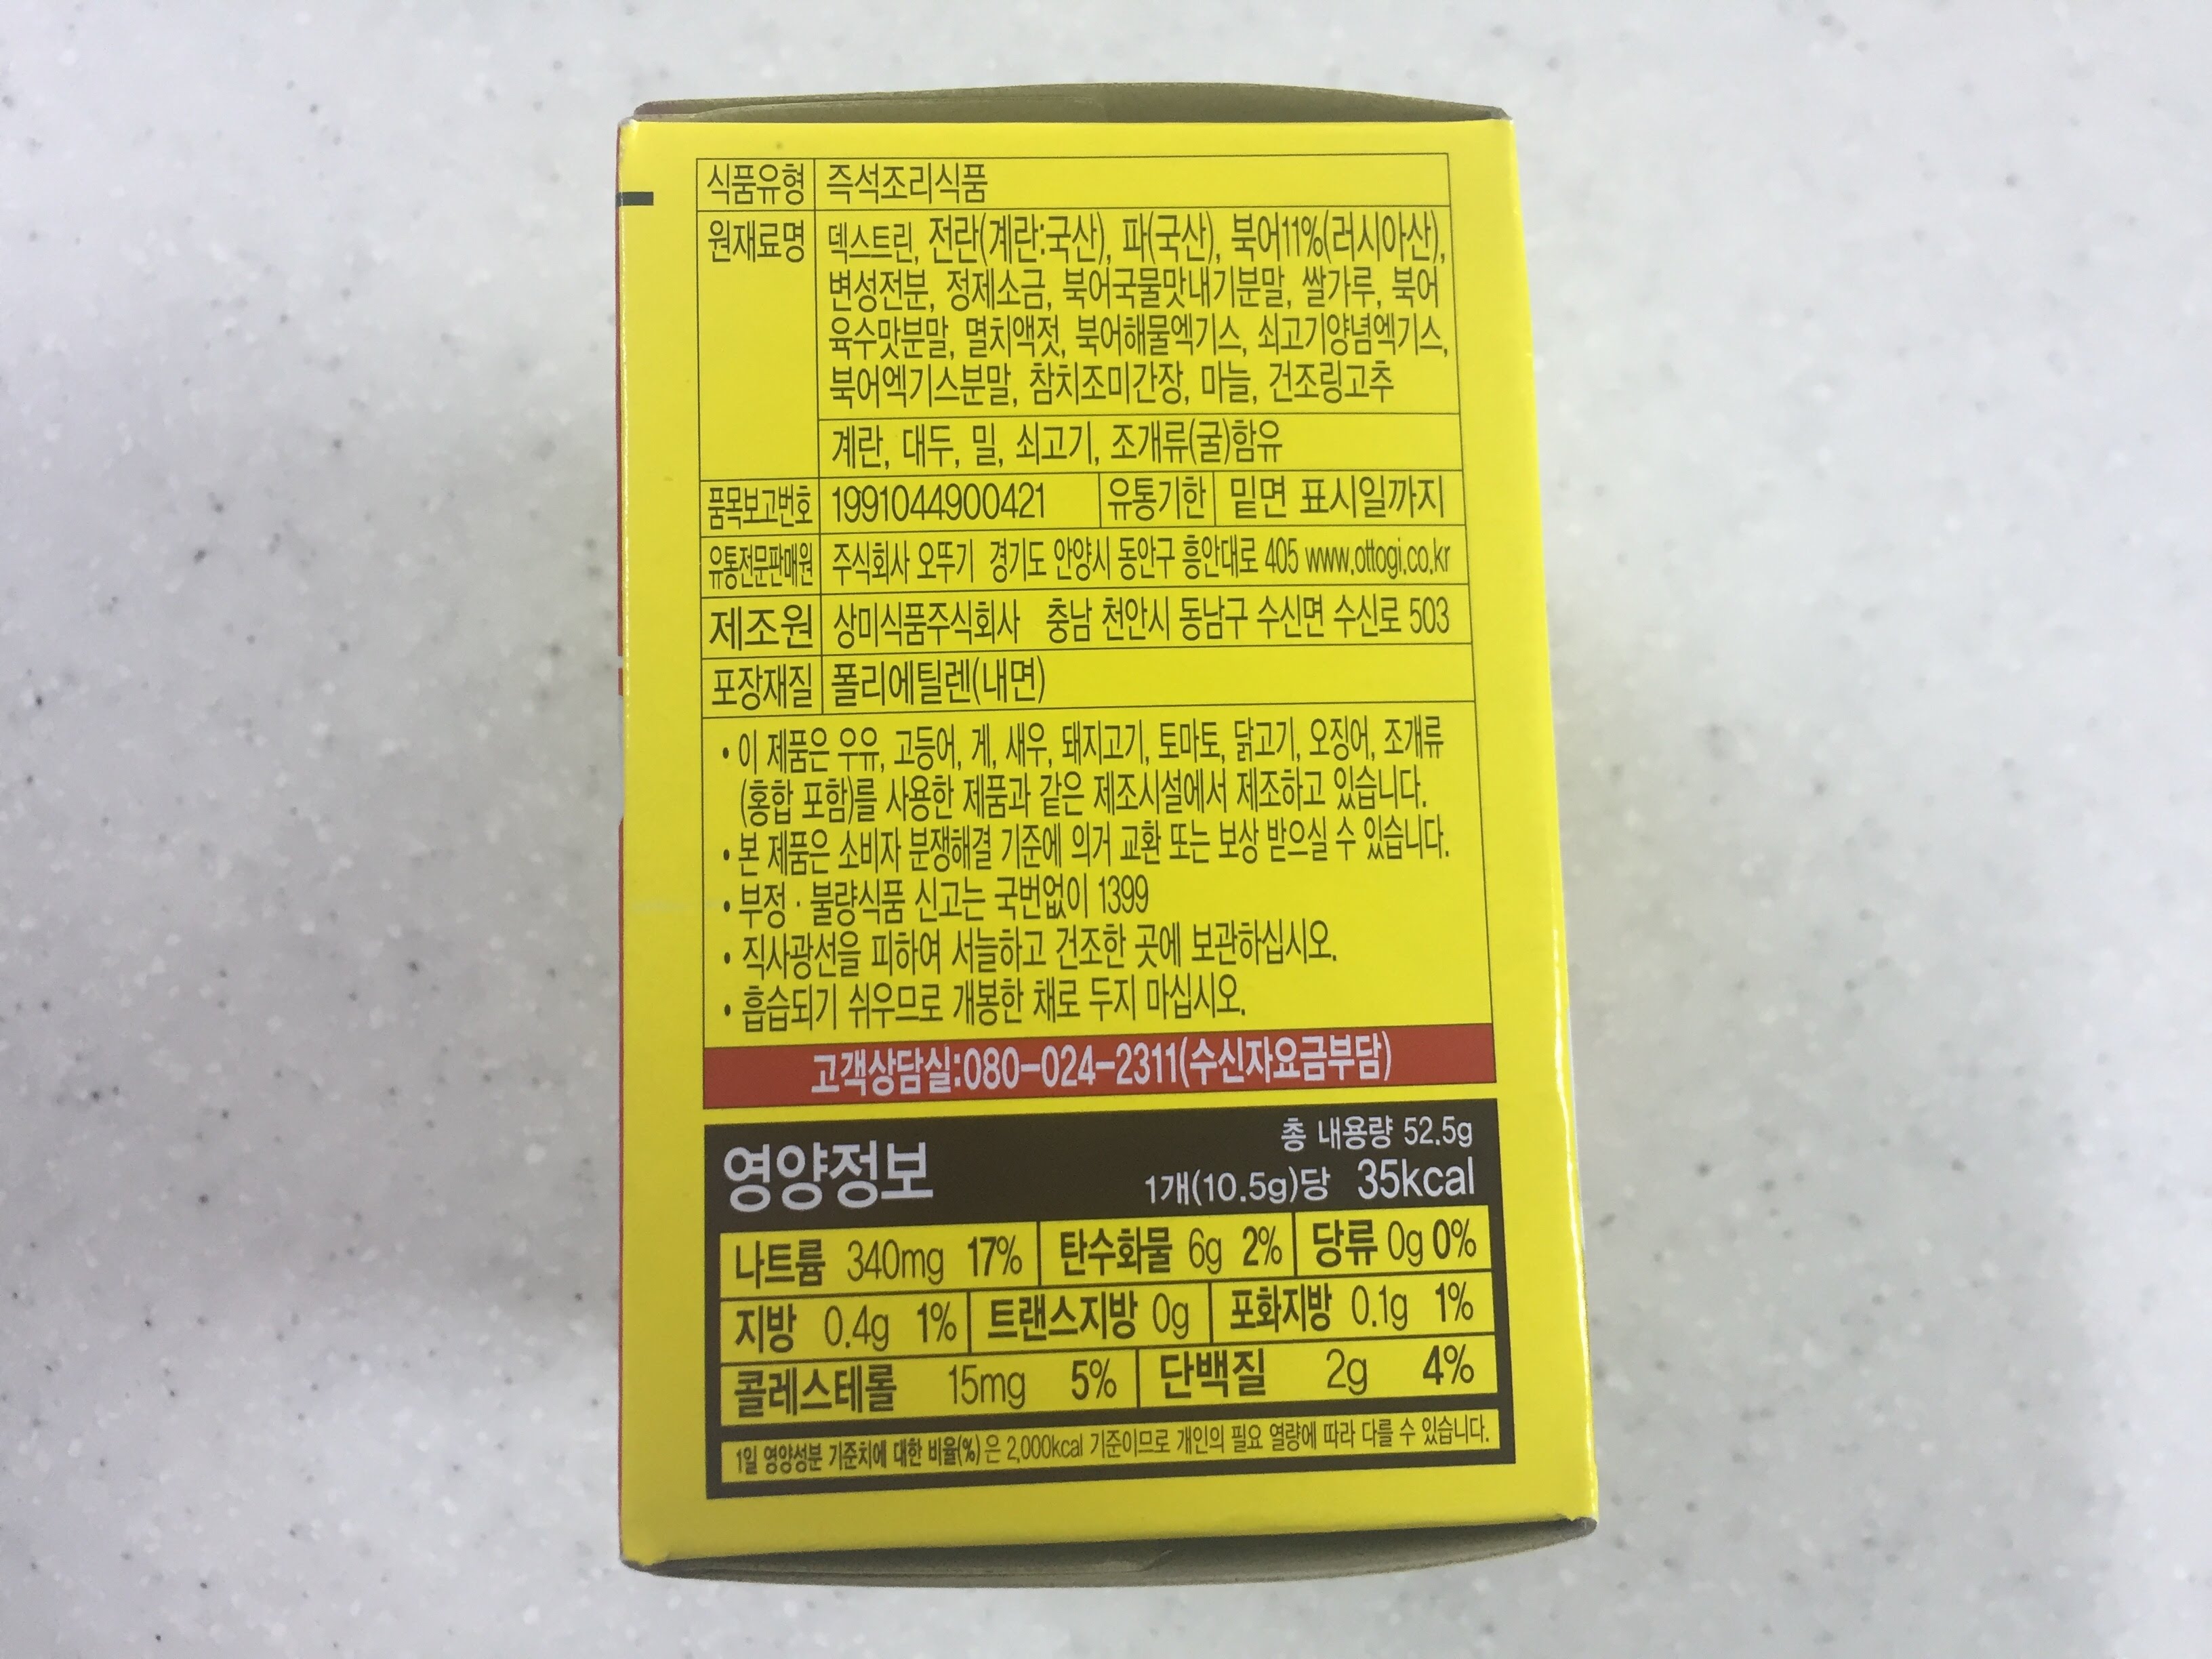 식품유형 즉석조리식품
원재료명 덱스트린, 전란(계란:국산), 파(국산), 북어11%(러시아산),
변성전분, 정제소금, 북어국물맛내기분말, 쌀가루, 북어
육수맛분말, 멸치액젓, 북어해물엑기스, 쇠고기양념엑기스,
북어엑기스분말, 참치조미간장, 마늘, 건조링고추
계란, 대두, 밀, 쇠고기, 조개류(굴)함유
품목보고번호 1991044900421 유통기한 밑면 표시일까지
유통전문판매원 주식회사 오뚜기 경기도 안양시 동안구 흥안대로 405 www.ottogi.co.kr
제조원 상미식품주식회사 충남 천안시 동남구 수신면 수신로 503
포장재질 폴리에틸렌(내면)
• 이 제품은 우유, 고등어, 게, 새우, 돼지고기, 토마토, 닭고기, 오징어, 조개류
(홍합 포함)를 사용한 제품과 같은 제조시설에서 제조하고 있습니다.
• 본 제품은 소비자 분쟁해결 기준에 의거 교환 또는 보상 받으실 수 있습니다.
• 부정 · 불량식품 신고는 국번없이 1399
• 직사광선을 피하여 서늘하고 건조한 곳에 보관하십시오.
• 흡습되기 쉬우므로 개봉한 채로 두지 마십시오.
고객상담실:080-024-2311(수신자요금부담)
총 내용량 52.5g
영양정보 1개(10.5g)당 35kcal
나트륨 340mg 17% 탄수화물 6g 2% 당류 0g 0%
지방 0.4g 1% 트랜스지방 0g 포화지방 0.1g 1%
콜레스테롤 15mg 5% 단백질 2g 4%
1일 영양성분 기준치에 대한 비율(%)은 2,000kcal 기준이므로 개인의 필요 열량에 따라 다를 수 있습니다.